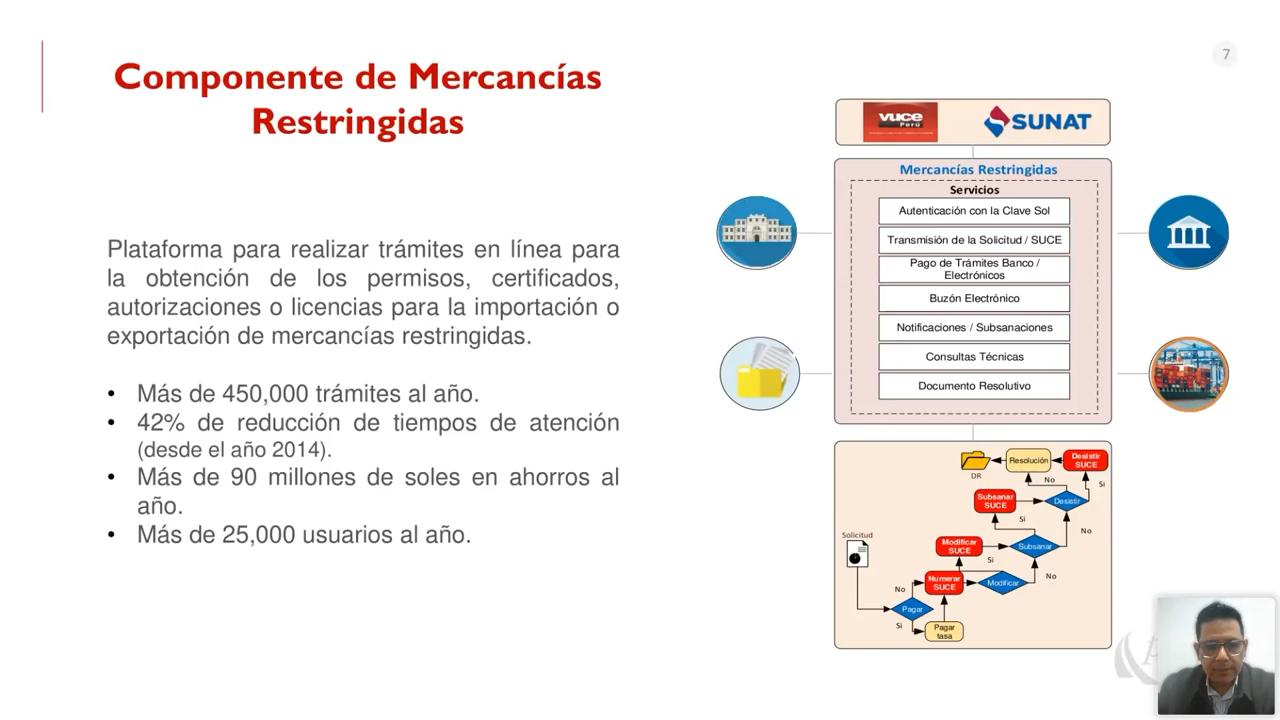 7
Componente de Mercancías
Restringidas
Plataforma para realizar trámites en línea para
la obtención de los permisos, certificados,
autorizaciones o licencias para la importación o
exportación de mercancías restringidas.
• Más de 450,000 trámites al año.
• 42% de reducción de tiempos de atención
(desde el año 2014).
• Más de 90 millones de soles en ahorros al
año.
• Más de 25,000 usuarios al año.
vuce
Perú
SUNAT
Mercancías Restringidas
Servicios
Autenticación con la Clave Sol
Transmisión de la Solicitud / SUCE
Pago de Trámites Banco /
Electrónicos
Buzón Electrónico
Notificaciones / Subsanaciones
Consultas Técnicas
Documento Resolutivo
DR
Resolución
Desistir
SUCE
No
Si
Subsanar
SUCE
Desistir
Si
No
Solicitud
Modificar
SUCE
Subsanar
Si
No
Numerar
SUCE
Modificar
No
Pagar
Si
Pagar
tasa